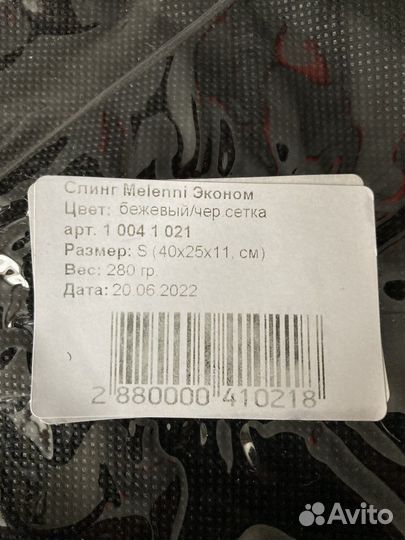 Слинг Melenni Эконом
Цвет: бежевый/чер сетка
арт. 1 004 1 021
Размер: S (40x25x11, см)
Вес: 280 гр.
Дата: 20.06.2022
2 880000 410218
Avito